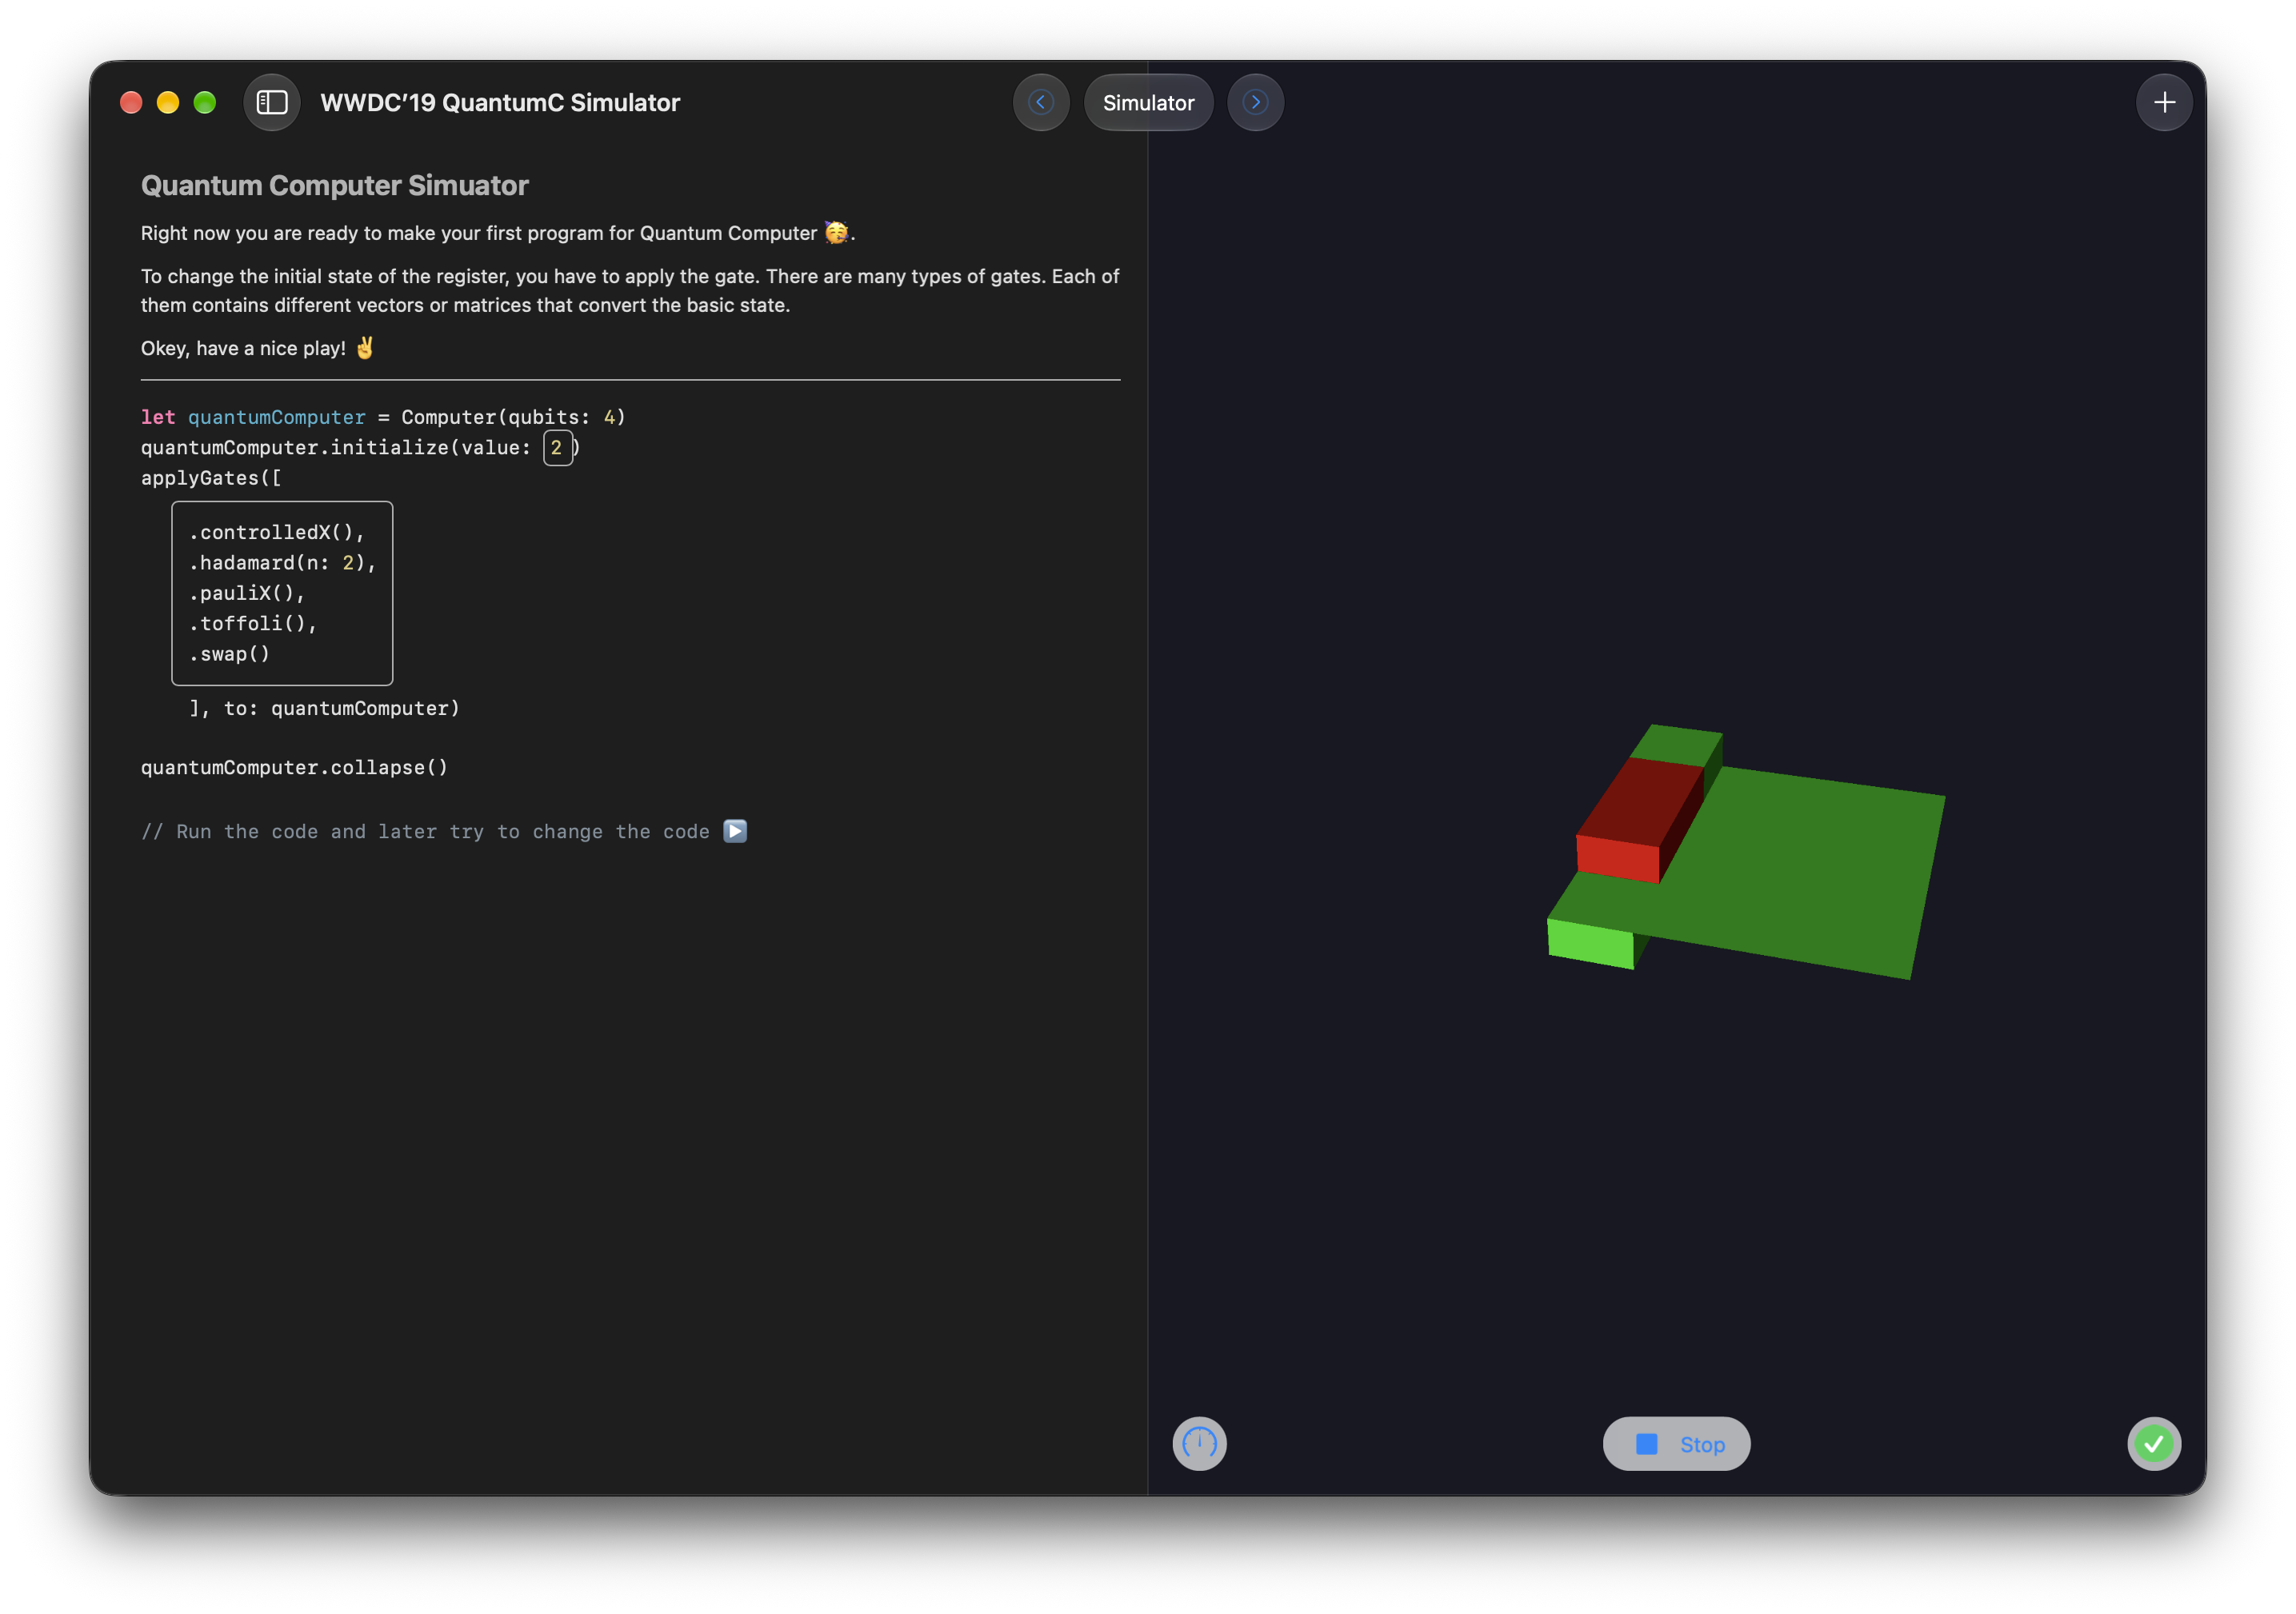 WWDC’19 QuantumC Simulator
Simulator
Quantum Computer Simuator
Right now you are ready to make your first program for Quantum Computer 🥳.
To change the initial state of the register, you have to apply the gate. There are many types of gates. Each of
them contains different vectors or matrices that convert the basic state.
Okey, have a nice play! ✌️
let quantumComputer = Computer(qubits: 4)
quantumComputer.initialize(value: 2)
applyGates([
.controlledX(),
.hadamard(n: 2),
.pauliX(),
.toffoli(),
.swap()
], to: quantumComputer)
quantumComputer.collapse()
// Run the code and later try to change the code ▶️
Stop